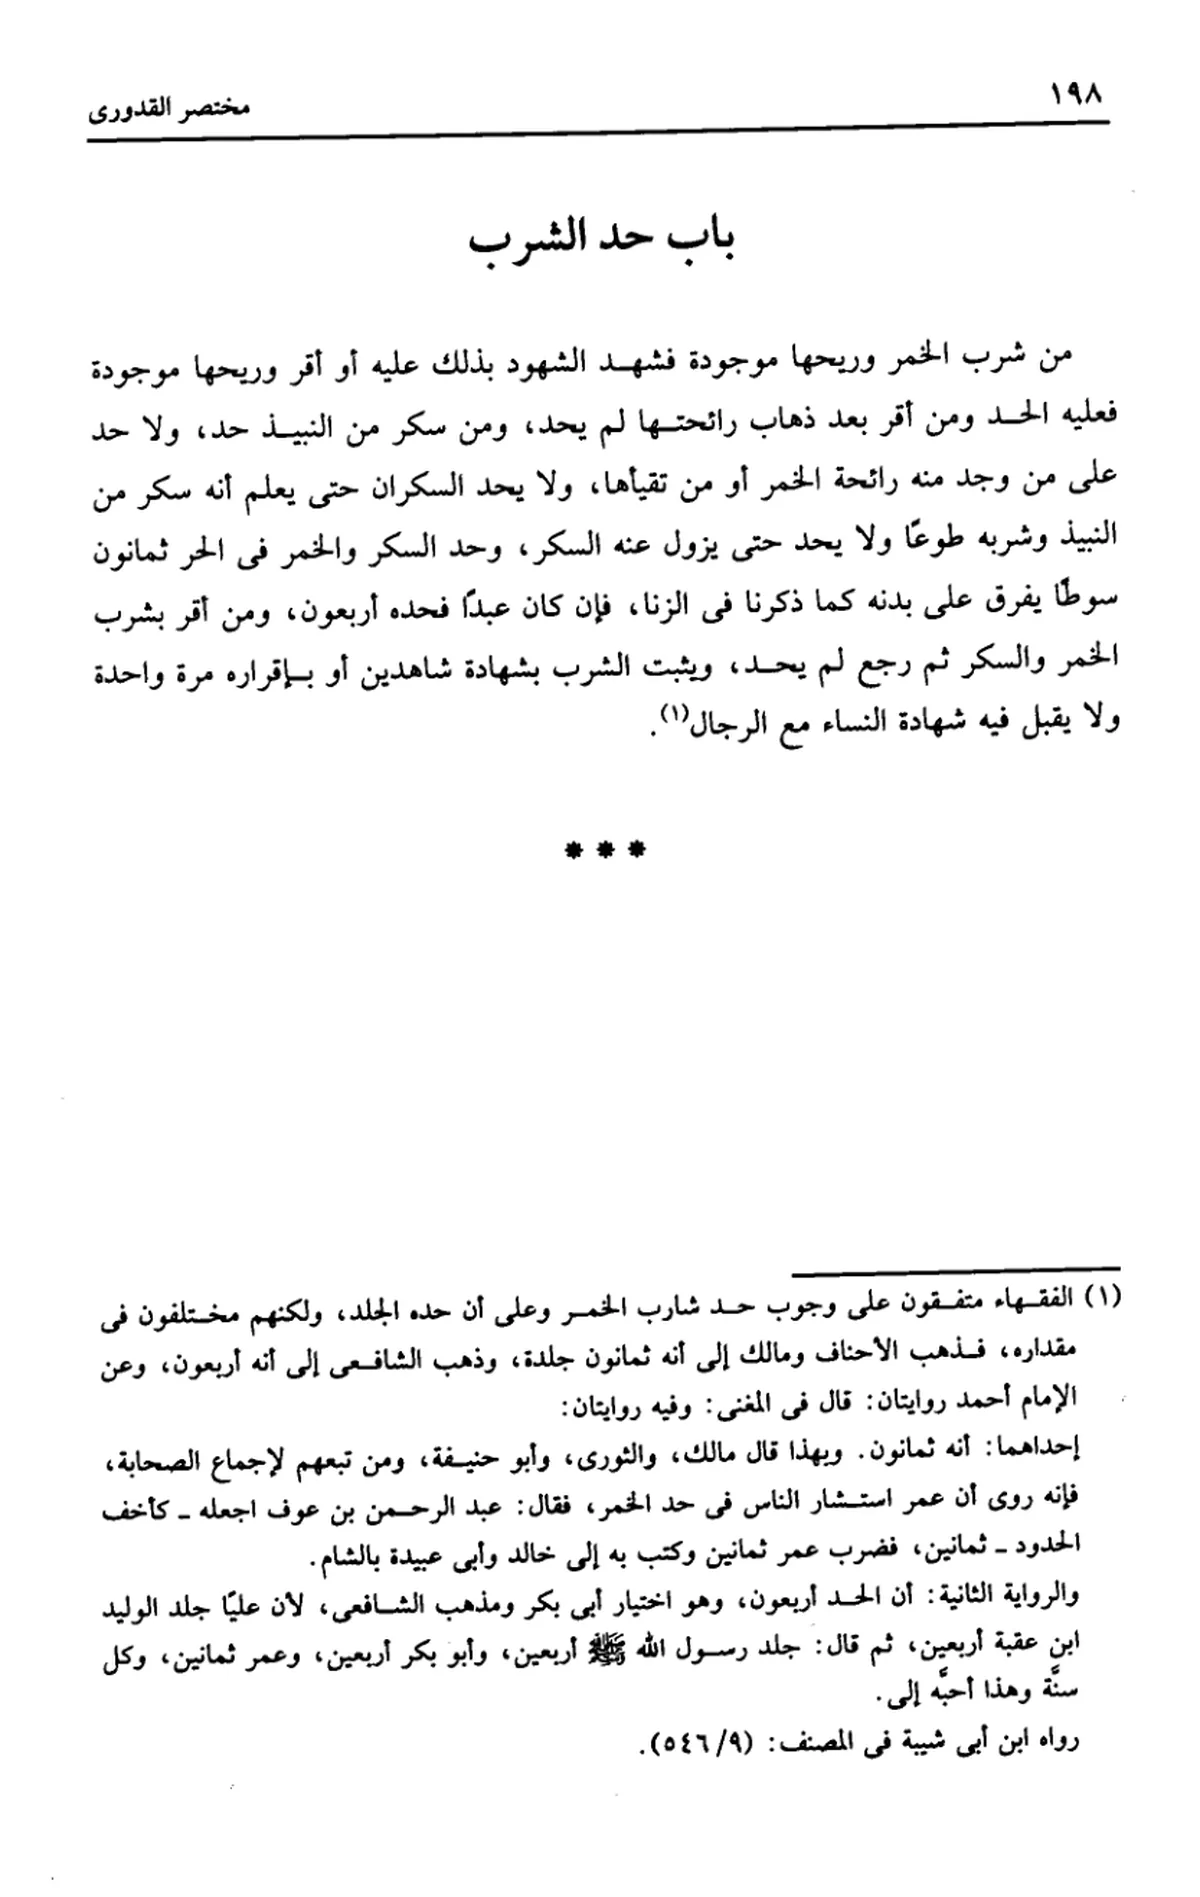 ١٩٨
مختصر القدورى
باب حد الشرب
من شرب الخمر وريحها موجودة فشهد الشهود بذلك عليه أو أقر وريحها موجودة
فعليه الحد ومن أقر بعد ذهاب رائحتها لم يحد، ومن سكر من النبيذ حد، ولا حد
على من وجد منه رائحة الخمر أو من تقيأها، ولا يحد السكران حتى يعلم أنه سكر من
النبيذ وشربه طوعًا ولا يحد حتى يزول عنه السكر، وحد السكر والخمر فى الحر ثمانون
سوطًا يفرق على بدنه كما ذكرنا فى الزنا، فإن كان عبدًا فحده أربعون، ومن أقر بشرب
الخمر والسكر ثم رجع لم يحد، ويثبت الشرب بشهادة شاهدين أو بإقراره مرة واحدة
ولا يقبل فيه شهادة النساء مع الرجال(١).
***
(١) الفقهاء متفقون على وجوب حد شارب الخمر وعلى أن حده الجلد، ولكنهم مختلفون فى
مقداره، فذهب الأحناف ومالك إلى أنه ثمانون جلدة، وذهب الشافعى إلى أنه أربعون، وعن
الإمام أحمد روايتان: قال فى المغنى: وفيه روايتان:
إحداهما: أنه ثمانون. وبهذا قال مالك، والثورى، وأبو حنيفة، ومن تبعهم لإجماع الصحابة،
فإنه روى أن عمر استشار الناس فى حد الخمر، فقال: عبد الرحمن بن عوف اجعله - كأخف
الحدود - ثمانين، فضرب عمر ثمانين وكتب به إلى خالد وأبى عبيدة بالشام.
والرواية الثانية: أن الحد أربعون، وهو اختيار أبى بكر ومذهب الشافعى، لأن عليًا جلد الوليد
ابن عقبة أربعين، ثم قال: جلد رسول الله ﷺ أربعين، وأبو بكر أربعين، وعمر ثمانين، وكل
سنَّة وهذا أحبَّه إلى.
رواه ابن أبى شيبة فى المصنف: (٥٤٦/٩).